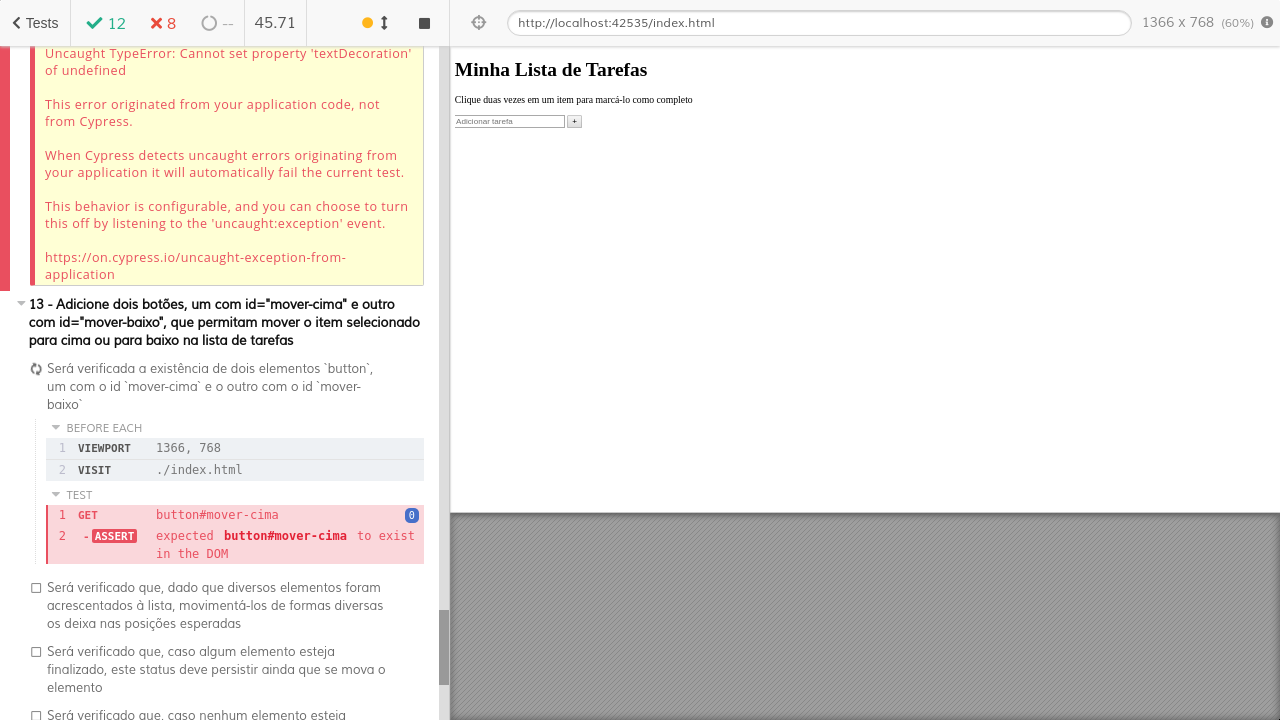 Tests 12 8 -- 45.71
http://localhost:42535/index.html 1366 x 768 (60%)
Uncaught TypeError: Cannot set property 'textDecoration'
of undefined
This error originated from your application code, not
from Cypress.
When Cypress detects uncaught errors originating from
your application it will automatically fail the current test.
This behavior is configurable, and you can choose to turn
this off by listening to the 'uncaught:exception' event.
https://on.cypress.io/uncaught-exception-from-
application
13 - Adicione dois botões, um com id="mover-cima" e outro
com id="mover-baixo", que permitam mover o item selecionado
para cima ou para baixo na lista de tarefas
Será verificada a existência de dois elementos `button`,
um com o id `mover-cima` e o outro com o id `mover-
baixo`
BEFORE EACH
1 VIEWPORT 1366, 768
2 VISIT ./index.html
TEST
1 GET button#mover-cima 0
2 -ASSERT expected button#mover-cima to exist
in the DOM
Será verificado que, dado que diversos elementos foram
acrescentados à lista, movimentá-los de formas diversas
os deixa nas posições esperadas
Será verificado que, caso algum elemento esteja
finalizado, este status deve persistir ainda que se mova o
elemento
Será verificado que, caso nenhum elemento esteja
Minha Lista de Tarefas
Clique duas vezes em um item para marcá-lo como completo
Adicionar tarefa +